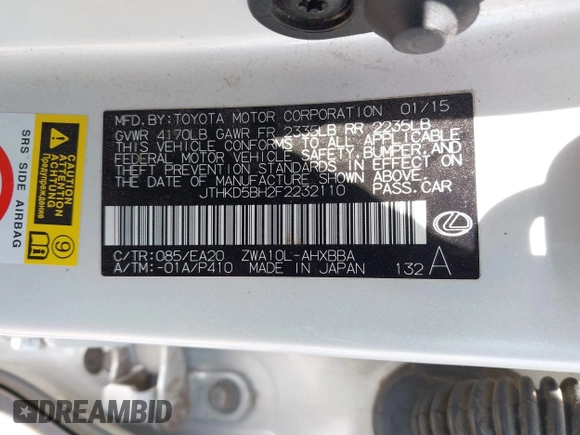 MFD.BY:TOYOTA MOTOR CORPORATION 01/15
GVWR 4170LB GAWR FR 2335LB RR 2235LB
THIS VEHICLE CONFORMS TO ALL APPLICABLE
FEDERAL MOTOR VEHICLE SAFETY, BUMPER, AND
THEFT PREVENTION STANDARDS IN EFFECT ON
THE DATE OF MANUFACTURE SHOWN ABOVE.
JTHKD5BH2F2232110 PASS.CAR
C/TR:085/EA20 ZWA10L-AHXBBA
A/TM:-01A/P410 MADE IN JAPAN 132 A
SRS SIDE AIRBAG
9
DREAMBID